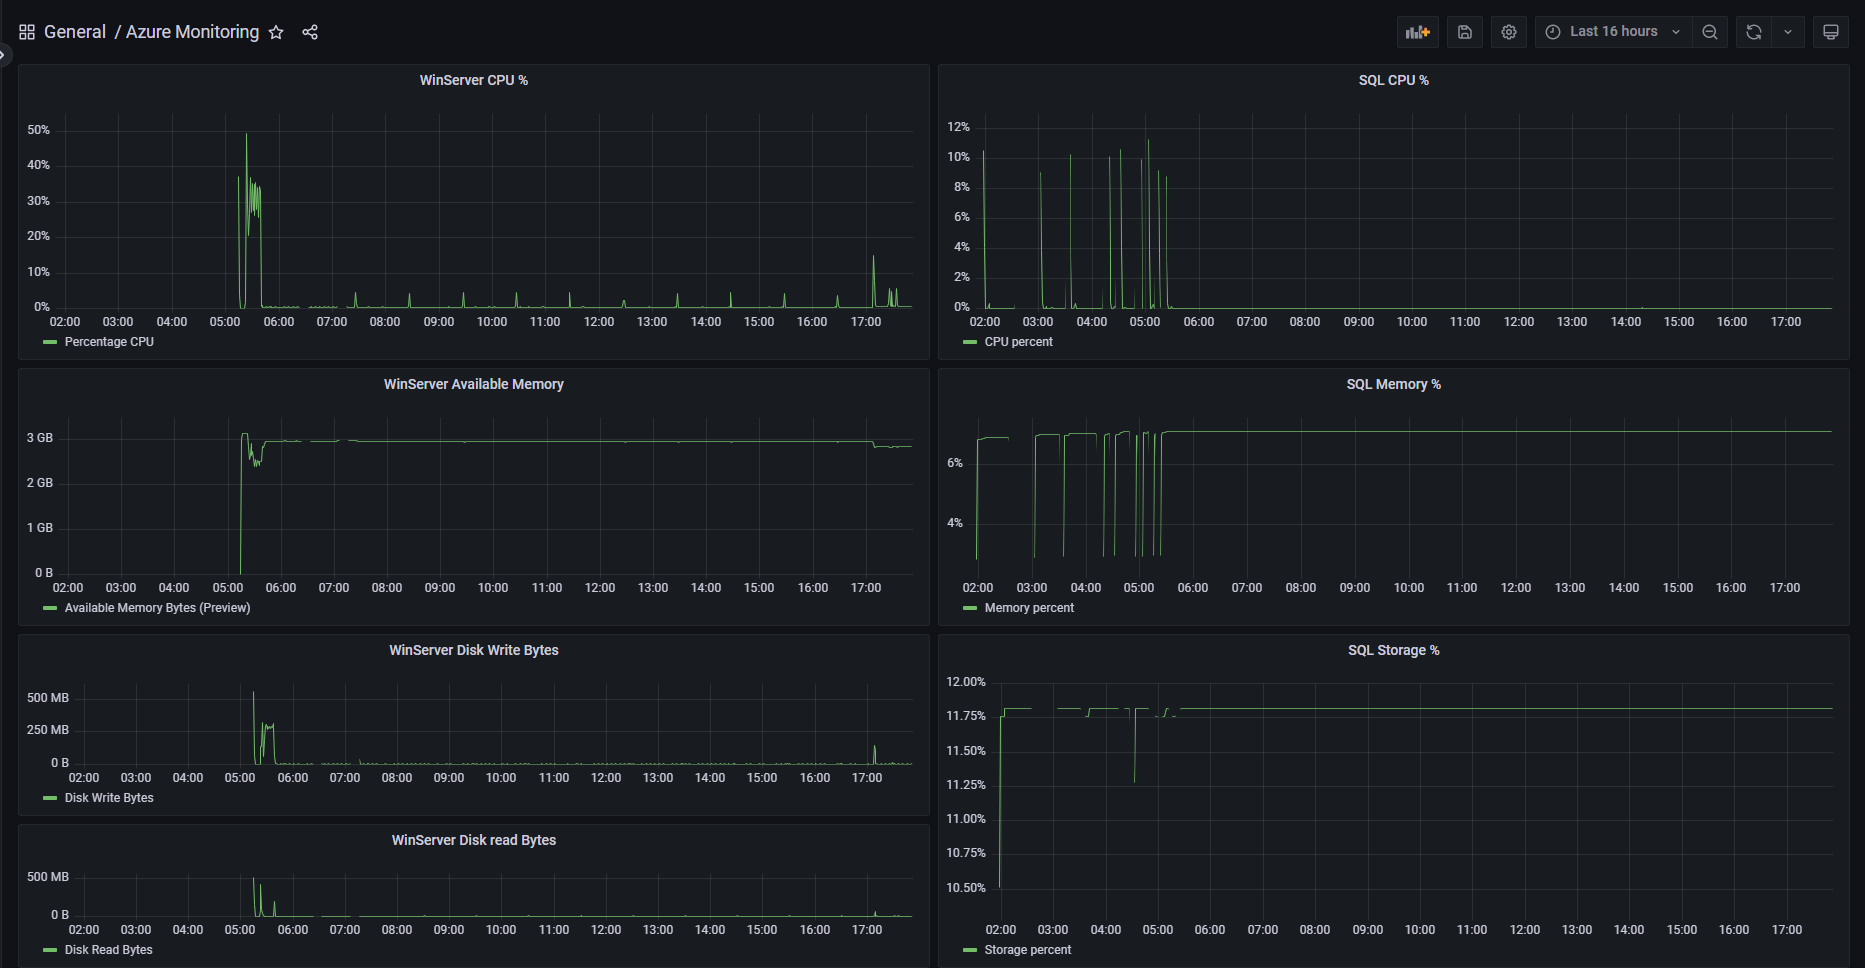 General / Azure Monitoring
Last 16 hours
WinServer CPU %
50%
40%
30%
20%
10%
0%
02:00 03:00 04:00 05:00 06:00 07:00 08:00 09:00 10:00 11:00 12:00 13:00 14:00 15:00 16:00 17:00
Percentage CPU
SQL CPU %
12%
10%
8%
6%
4%
2%
0%
02:00 03:00 04:00 05:00 06:00 07:00 08:00 09:00 10:00 11:00 12:00 13:00 14:00 15:00 16:00 17:00
CPU percent
WinServer Available Memory
3 GB
2 GB
1 GB
0 B
02:00 03:00 04:00 05:00 06:00 07:00 08:00 09:00 10:00 11:00 12:00 13:00 14:00 15:00 16:00 17:00
Available Memory Bytes (Preview)
SQL Memory %
6%
4%
02:00 03:00 04:00 05:00 06:00 07:00 08:00 09:00 10:00 11:00 12:00 13:00 14:00 15:00 16:00 17:00
Memory percent
WinServer Disk Write Bytes
500 MB
250 MB
0 B
02:00 03:00 04:00 05:00 06:00 07:00 08:00 09:00 10:00 11:00 12:00 13:00 14:00 15:00 16:00 17:00
Disk Write Bytes
WinServer Disk read Bytes
500 MB
0 B
02:00 03:00 04:00 05:00 06:00 07:00 08:00 09:00 10:00 11:00 12:00 13:00 14:00 15:00 16:00 17:00
Disk Read Bytes
SQL Storage %
12.00%
11.75%
11.50%
11.25%
11.00%
10.75%
10.50%
02:00 03:00 04:00 05:00 06:00 07:00 08:00 09:00 10:00 11:00 12:00 13:00 14:00 15:00 16:00 17:00
Storage percent